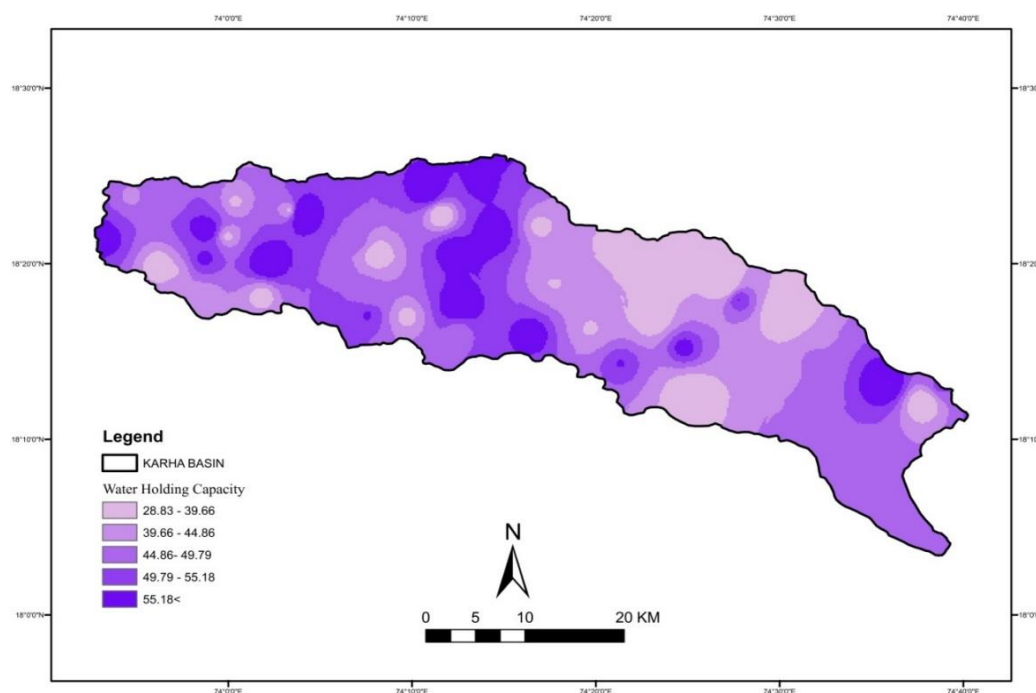 74°0'0"E 74°10'0"E 74°20'0"E 74°30'0"E 74°40'0"E
18°30'0"N
18°20'0"N
18°10'0"N
Legend
KARHA BASIN
Water Holding Capacity
28.83 - 39.66
39.66 - 44.86
44.86- 49.79
49.79 - 55.18
55.18<
N
18°0'0"N
0 5 10 20 KM
74°0'0"E 74°10'0"E 74°20'0"E 74°30'0"E 74°40'0"E